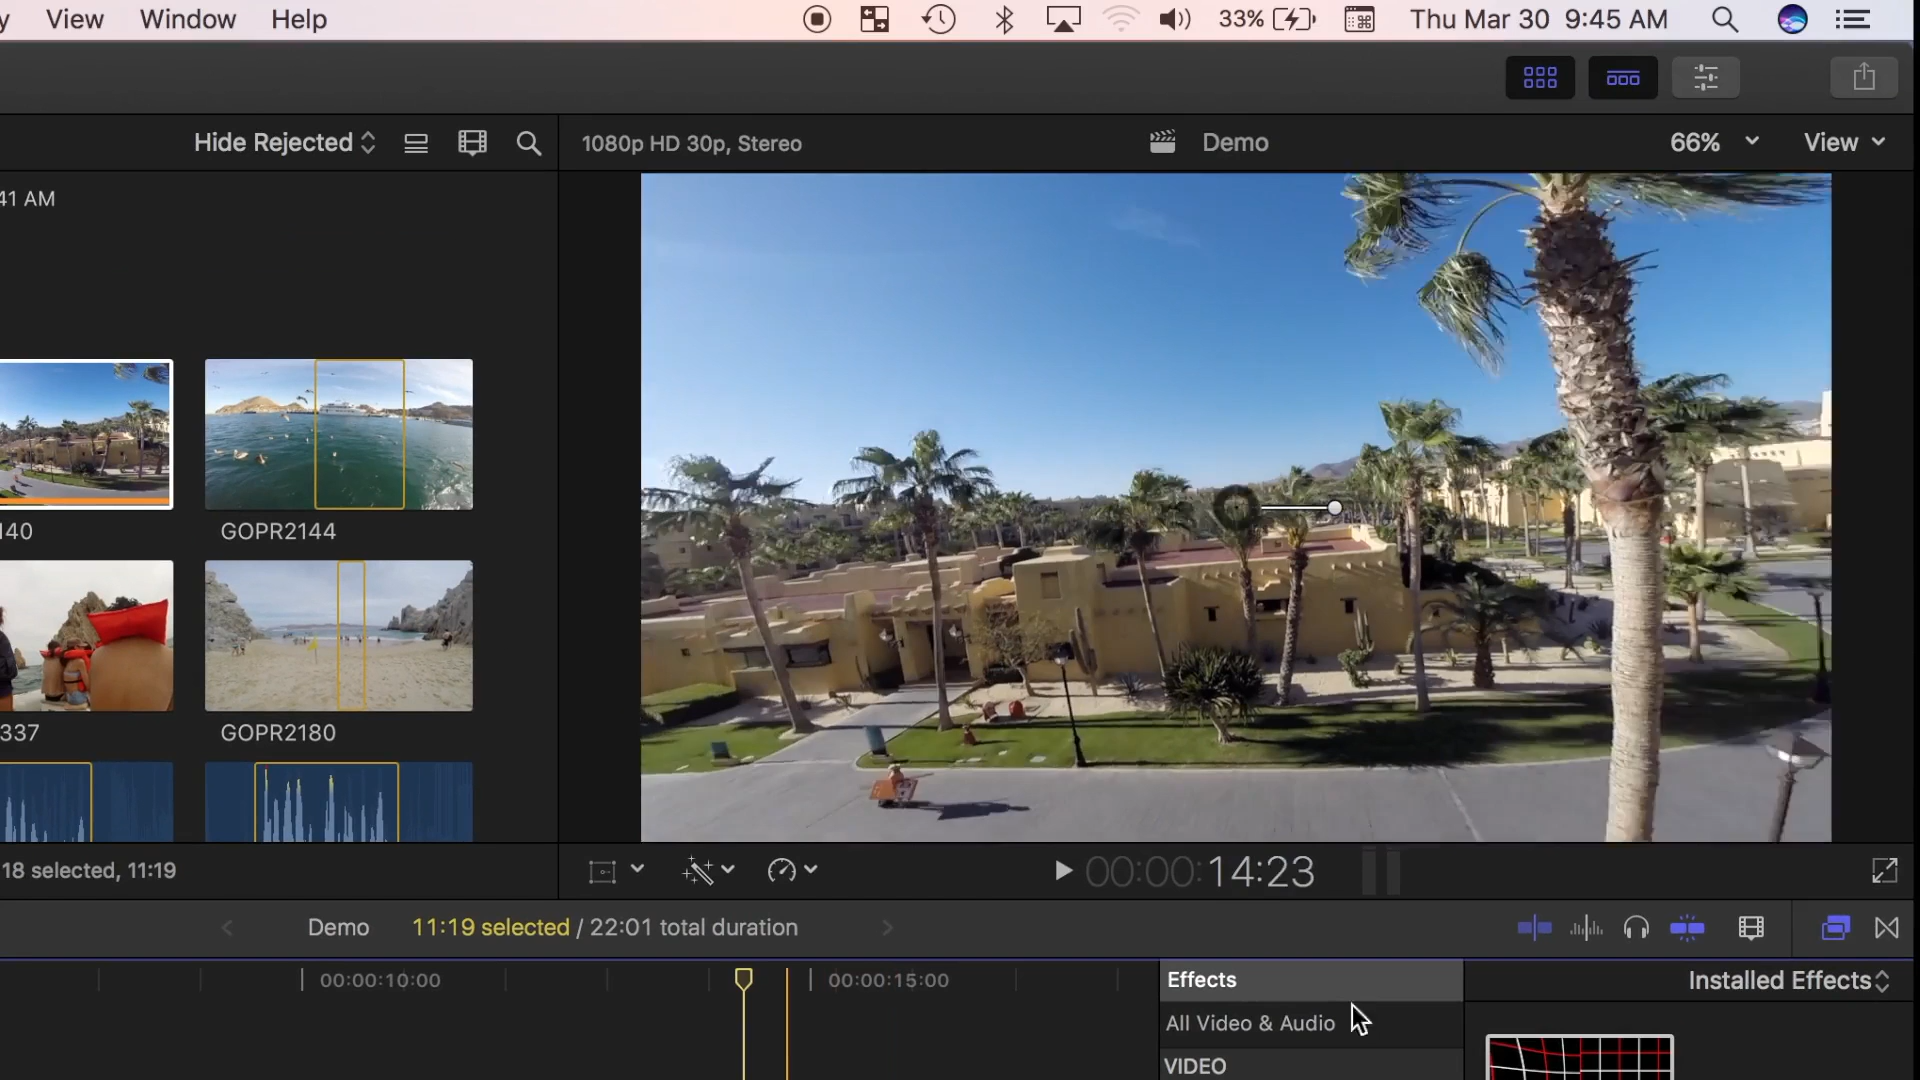 View Window Help 33% Thu Mar 30 9:45 AM
Hide Rejected 1080p HD 30p, Stereo Demo 66% View
41 AM
140 GOPR2144
337 GOPR2180
18 selected, 11:19 00:00:14:23
Demo 11:19 selected / 22:01 total duration
00:00:10:00 00:00:15:00 Effects Installed Effects
All Video & Audio
VIDEO